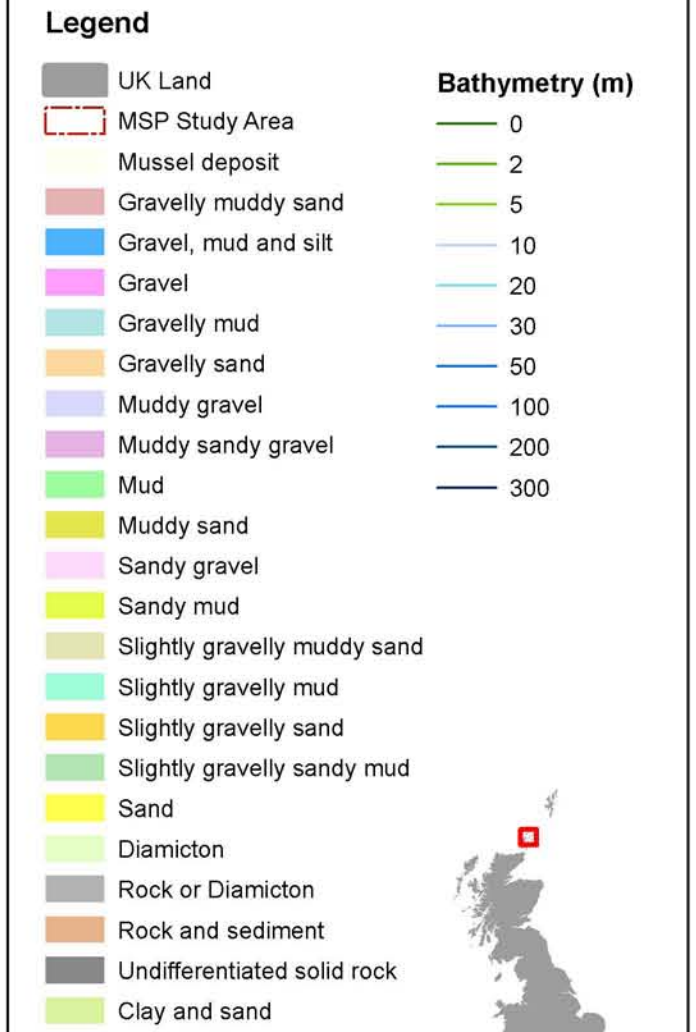 Legend
UK Land
MSP Study Area
Mussel deposit
Gravelly muddy sand
Gravel, mud and silt
Gravel
Gravelly mud
Gravelly sand
Muddy gravel
Muddy sandy gravel
Mud
Muddy sand
Sandy gravel
Sandy mud
Slightly gravelly muddy sand
Slightly gravelly mud
Slightly gravelly sand
Slightly gravelly sandy mud
Sand
Diamicton
Rock or Diamicton
Rock and sediment
Undifferentiated solid rock
Clay and sand
Bathymetry (m)
0
2
5
10
20
30
50
100
200
300